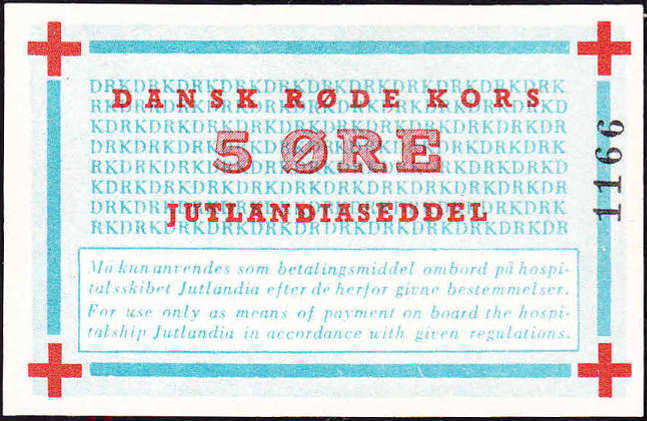 DANSK RØDE KORS
5 ØRE
JUTLANDIASEDDEL
Må kun anvendes som betalingsmiddel ombord på hospi-
talsskibet Jutlandia efter de herfor givne bestemmelser.
For use only as means of payment on board the hospi-
talship Jutlandia in accordance with given regulations.
1166